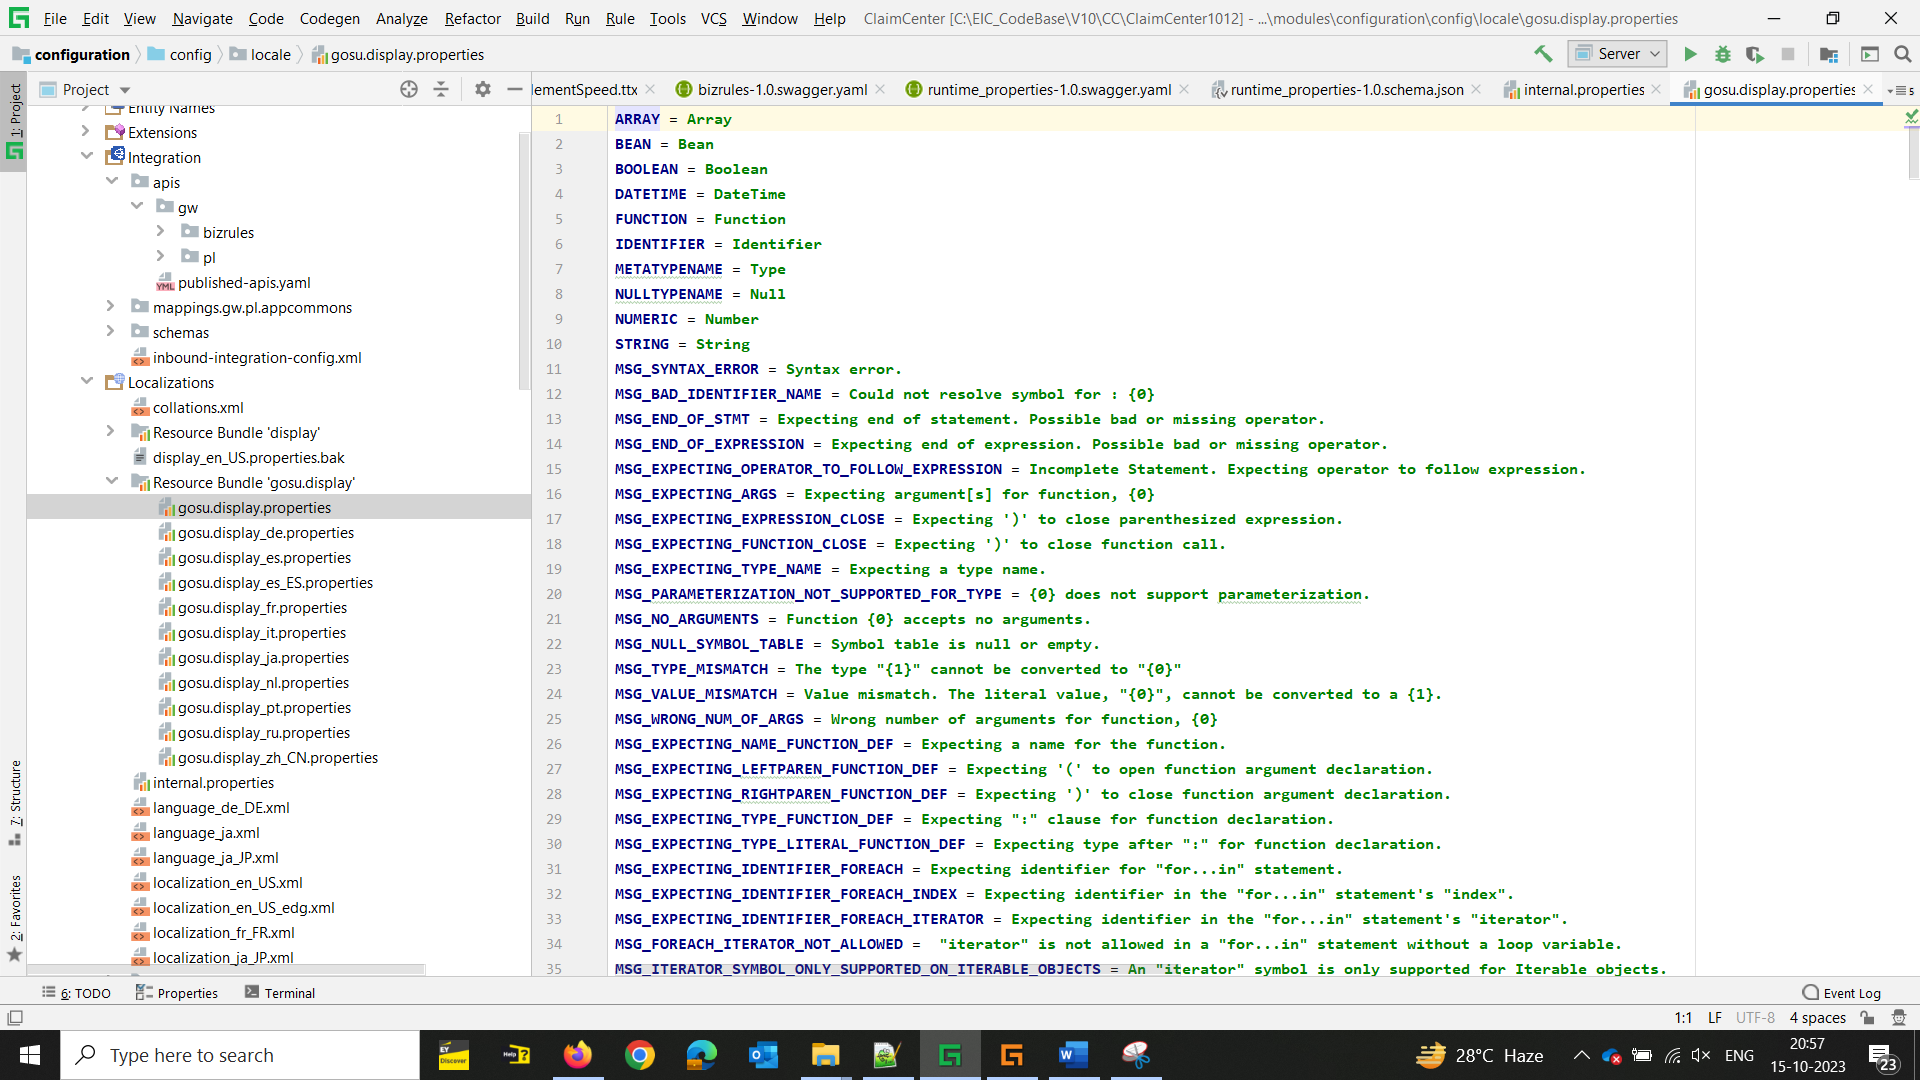 File Edit View Navigate Code Codegen Analyze Refactor Build Run Rule Tools VCS Window Help ClaimCenter [C:\EIC_CodeBase\V10\CC\ClaimCenter1012] - ...\modules\configuration\config\locale\gosu.display.properties
configuration config locale gosu.display.properties
Server
Project
lementSpeed.ttx bizrules-1.0.swagger.yaml runtime_properties-1.0.swagger.yaml runtime_properties-1.0.schema.json internal.properties gosu.display.properties 5
1: Project
7: Structure
2: Favorites
Entity Names
Extensions
Integration
apis
gw
bizrules
pl
published-apis.yaml
mappings.gw.pl.appcommons
schemas
inbound-integration-config.xml
Localizations
collations.xml
Resource Bundle 'display'
display_en_US.properties.bak
Resource Bundle 'gosu.display'
gosu.display.properties
gosu.display_de.properties
gosu.display_es.properties
gosu.display_es_ES.properties
gosu.display_fr.properties
gosu.display_it.properties
gosu.display_ja.properties
gosu.display_nl.properties
gosu.display_pt.properties
gosu.display_ru.properties
gosu.display_zh_CN.properties
internal.properties
language_de_DE.xml
language_ja.xml
language_ja_JP.xml
localization_en_US.xml
localization_en_US_edg.xml
localization_fr_FR.xml
localization_ja_JP.xml
1 ARRAY = Array
2 BEAN = Bean
3 BOOLEAN = Boolean
4 DATETIME = DateTime
5 FUNCTION = Function
6 IDENTIFIER = Identifier
7 METATYPENAME = Type
8 NULLTYPENAME = Null
9 NUMERIC = Number
10 STRING = String
11 MSG_SYNTAX_ERROR = Syntax error.
12 MSG_BAD_IDENTIFIER_NAME = Could not resolve symbol for : {0}
13 MSG_END_OF_STMT = Expecting end of statement. Possible bad or missing operator.
14 MSG_END_OF_EXPRESSION = Expecting end of expression. Possible bad or missing operator.
15 MSG_EXPECTING_OPERATOR_TO_FOLLOW_EXPRESSION = Incomplete Statement. Expecting operator to follow expression.
16 MSG_EXPECTING_ARGS = Expecting argument[s] for function, {0}
17 MSG_EXPECTING_EXPRESSION_CLOSE = Expecting ')' to close parenthesized expression.
18 MSG_EXPECTING_FUNCTION_CLOSE = Expecting ')' to close function call.
19 MSG_EXPECTING_TYPE_NAME = Expecting a type name.
20 MSG_PARAMETERIZATION_NOT_SUPPORTED_FOR_TYPE = {0} does not support parameterization.
21 MSG_NO_ARGUMENTS = Function {0} accepts no arguments.
22 MSG_NULL_SYMBOL_TABLE = Symbol table is null or empty.
23 MSG_TYPE_MISMATCH = The type "{1}" cannot be converted to "{0}"
24 MSG_VALUE_MISMATCH = Value mismatch. The literal value, "{0}", cannot be converted to a {1}.
25 MSG_WRONG_NUM_OF_ARGS = Wrong number of arguments for function, {0}
26 MSG_EXPECTING_NAME_FUNCTION_DEF = Expecting a name for the function.
27 MSG_EXPECTING_LEFTPAREN_FUNCTION_DEF = Expecting '(' to open function argument declaration.
28 MSG_EXPECTING_RIGHTPAREN_FUNCTION_DEF = Expecting ')' to close function argument declaration.
29 MSG_EXPECTING_TYPE_FUNCTION_DEF = Expecting ":" clause for function declaration.
30 MSG_EXPECTING_TYPE_LITERAL_FUNCTION_DEF = Expecting type after ":" for function declaration.
31 MSG_EXPECTING_IDENTIFIER_FOREACH = Expecting identifier for "for...in" statement.
32 MSG_EXPECTING_IDENTIFIER_FOREACH_INDEX = Expecting identifier in the "for...in" statement's "index".
33 MSG_EXPECTING_IDENTIFIER_FOREACH_ITERATOR = Expecting identifier in the "for...in" statement's "iterator".
34 MSG_FOREACH_ITERATOR_NOT_ALLOWED =  "iterator" is not allowed in a "for...in" statement without a loop variable.
35 MSG_ITERATOR_SYMBOL_ONLY_SUPPORTED_ON_ITERABLE_OBJECTS = An "iterator" symbol is only supported for Iterable objects.
6: TODO Properties Terminal Event Log
1:1 LF UTF-8 4 spaces
Type here to search
EY Discover
Help ?
28°C Haze ENG 20:57
15-10-2023
23